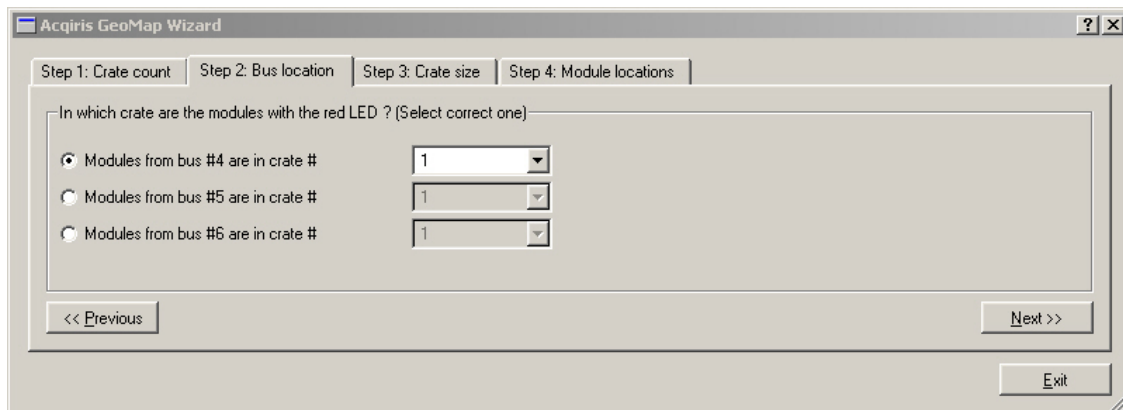 Acqiris GeoMap Wizard
Step 1: Crate count Step 2: Bus location Step 3: Crate size Step 4: Module locations
In which crate are the modules with the red LED ? (Select correct one)
Modules from bus #4 are in crate # 1
Modules from bus #5 are in crate # 1
Modules from bus #6 are in crate # 1
<< Previous Next >>
Exit